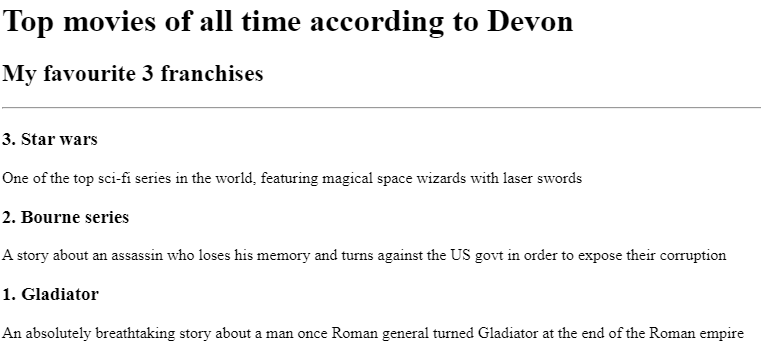 Top movies of all time according to Devon
My favourite 3 franchises
3. Star wars
One of the top sci-fi series in the world, featuring magical space wizards with laser swords
2. Bourne series
A story about an assassin who loses his memory and turns against the US govt in order to expose their corruption
1. Gladiator
An absolutely breathtaking story about a man once Roman general turned Gladiator at the end of the Roman empire